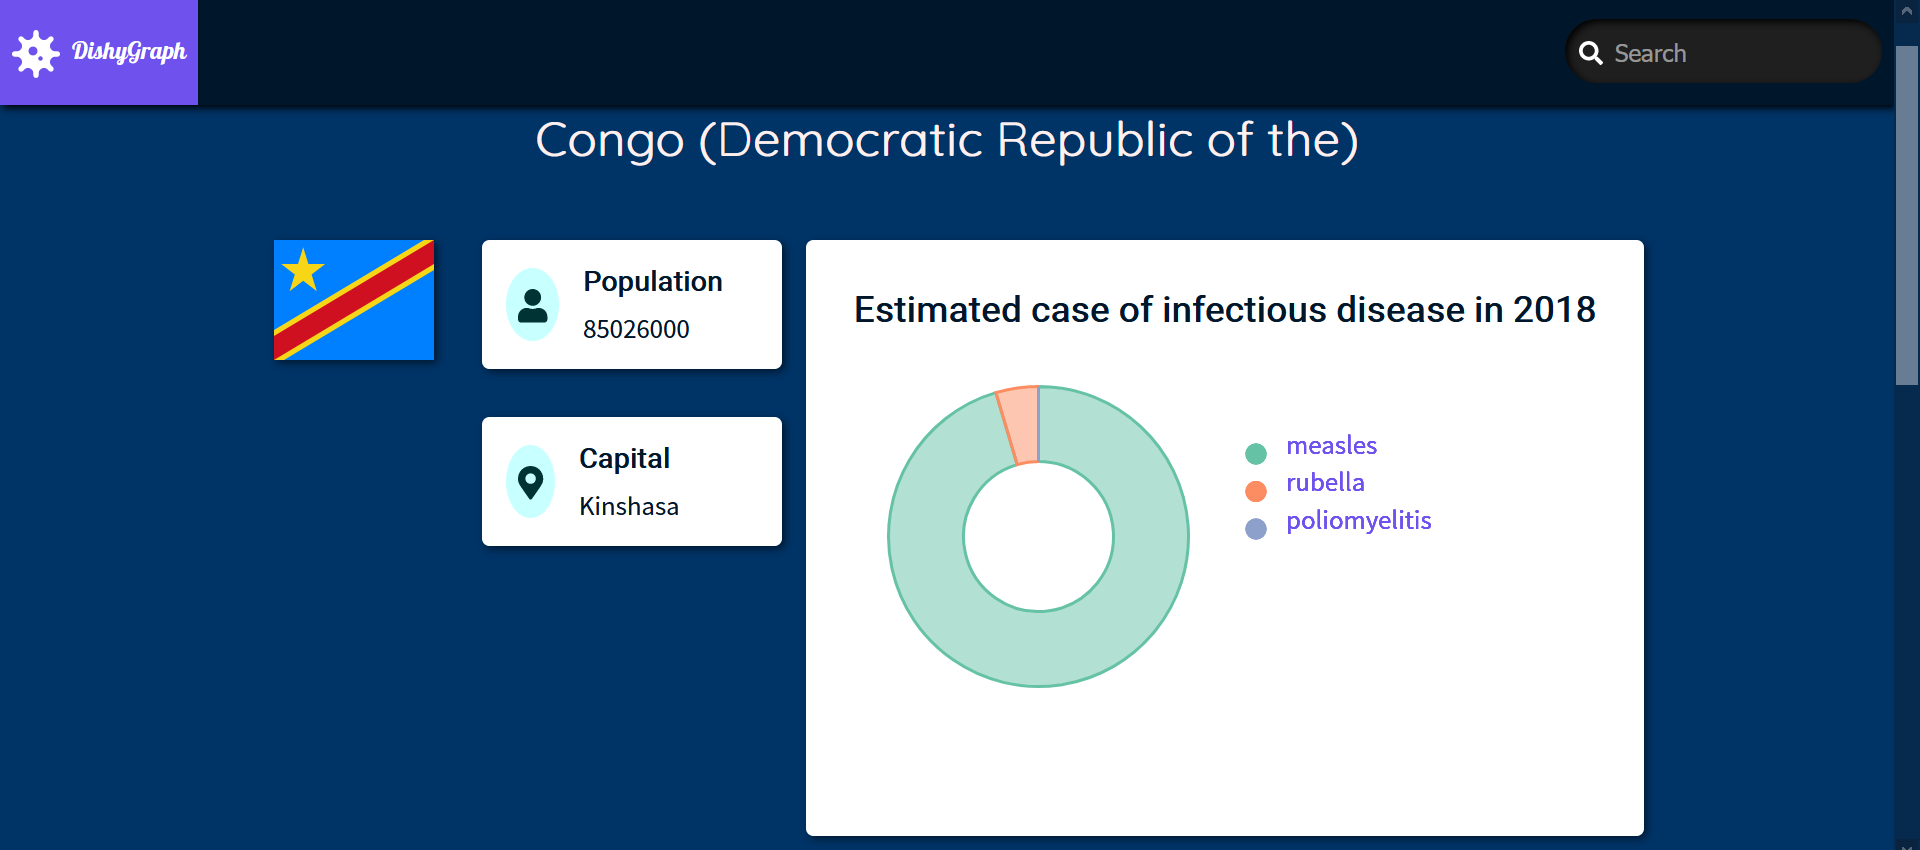 DishyGraph
Search
Congo (Democratic Republic of the)
Population
85026000
Capital
Kinshasa
Estimated case of infectious disease in 2018
measles
rubella
poliomyelitis